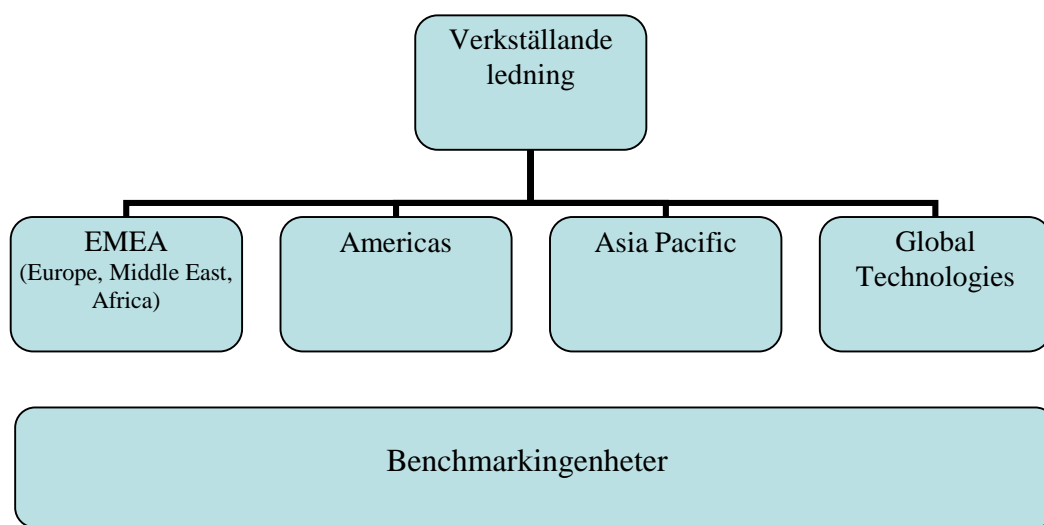 Verkställande
ledning
EMEA
(Europe, Middle East,
Africa)
Americas
Asia Pacific
Global
Technologies
Benchmarkingenheter